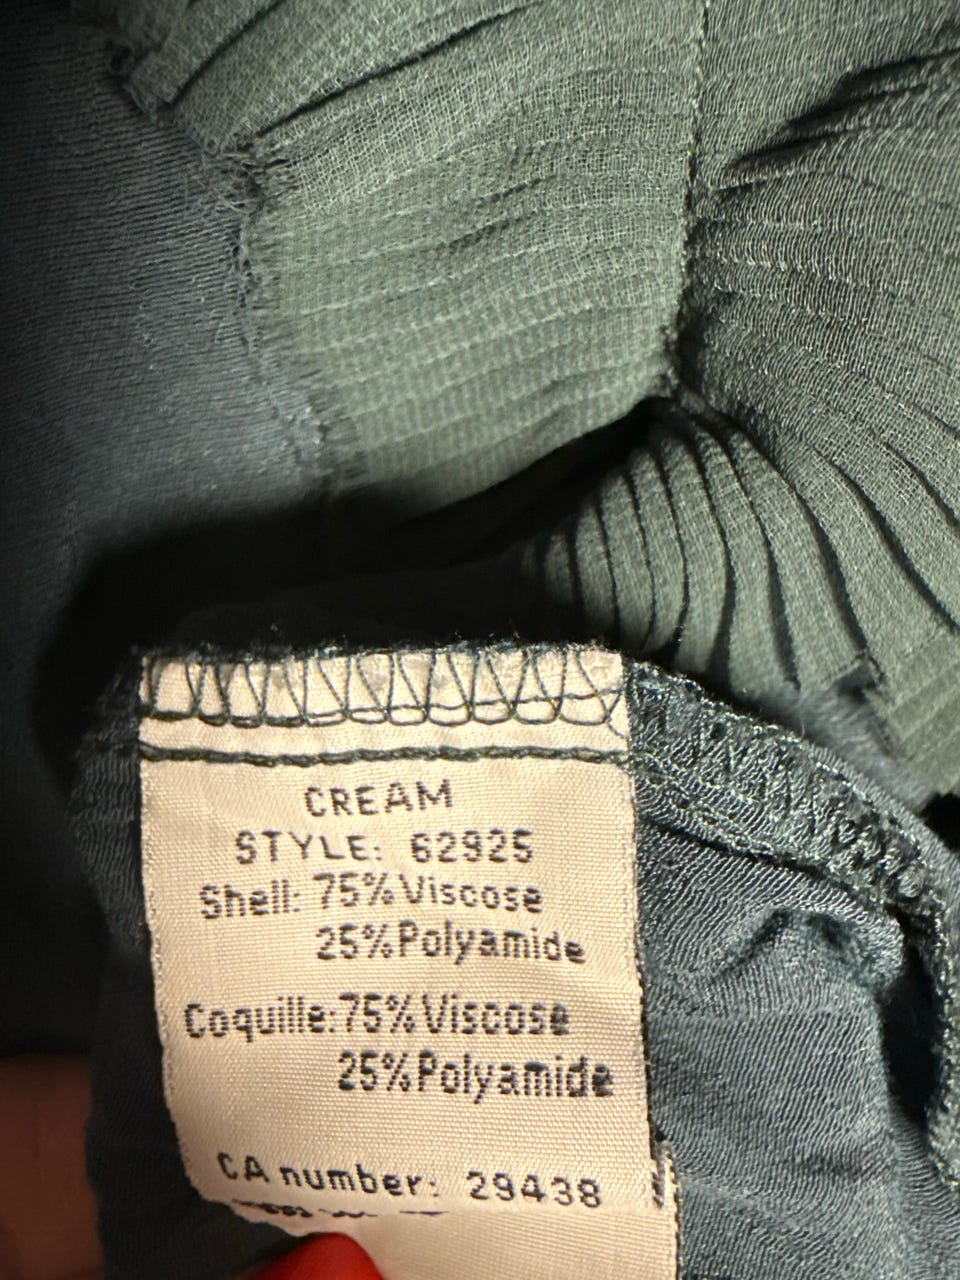 CREAM
STYLE: 62925
Shell: 75% Viscose
25% Polyamide
Coquille: 75% Viscose
25% Polyamide
CA number: 29438